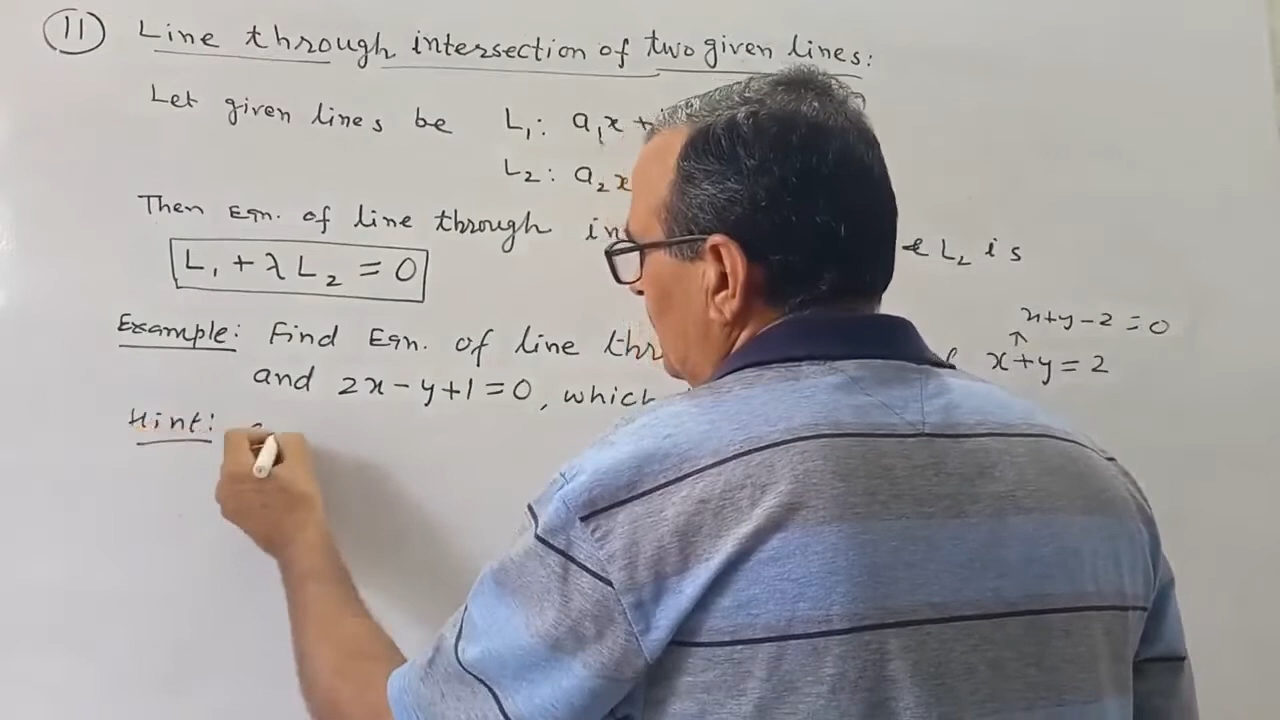 11 Line through intersection of two given lines:
Let given lines be L₁: a₁x +
L₂: a₂x
Then Eqn. of line through in & L₂ is
L₁ + λ L₂ = 0
x+y-2=0
Example: Find Eqn. of line thr x+y=2
and 2x-y+1=0, which
Hint: